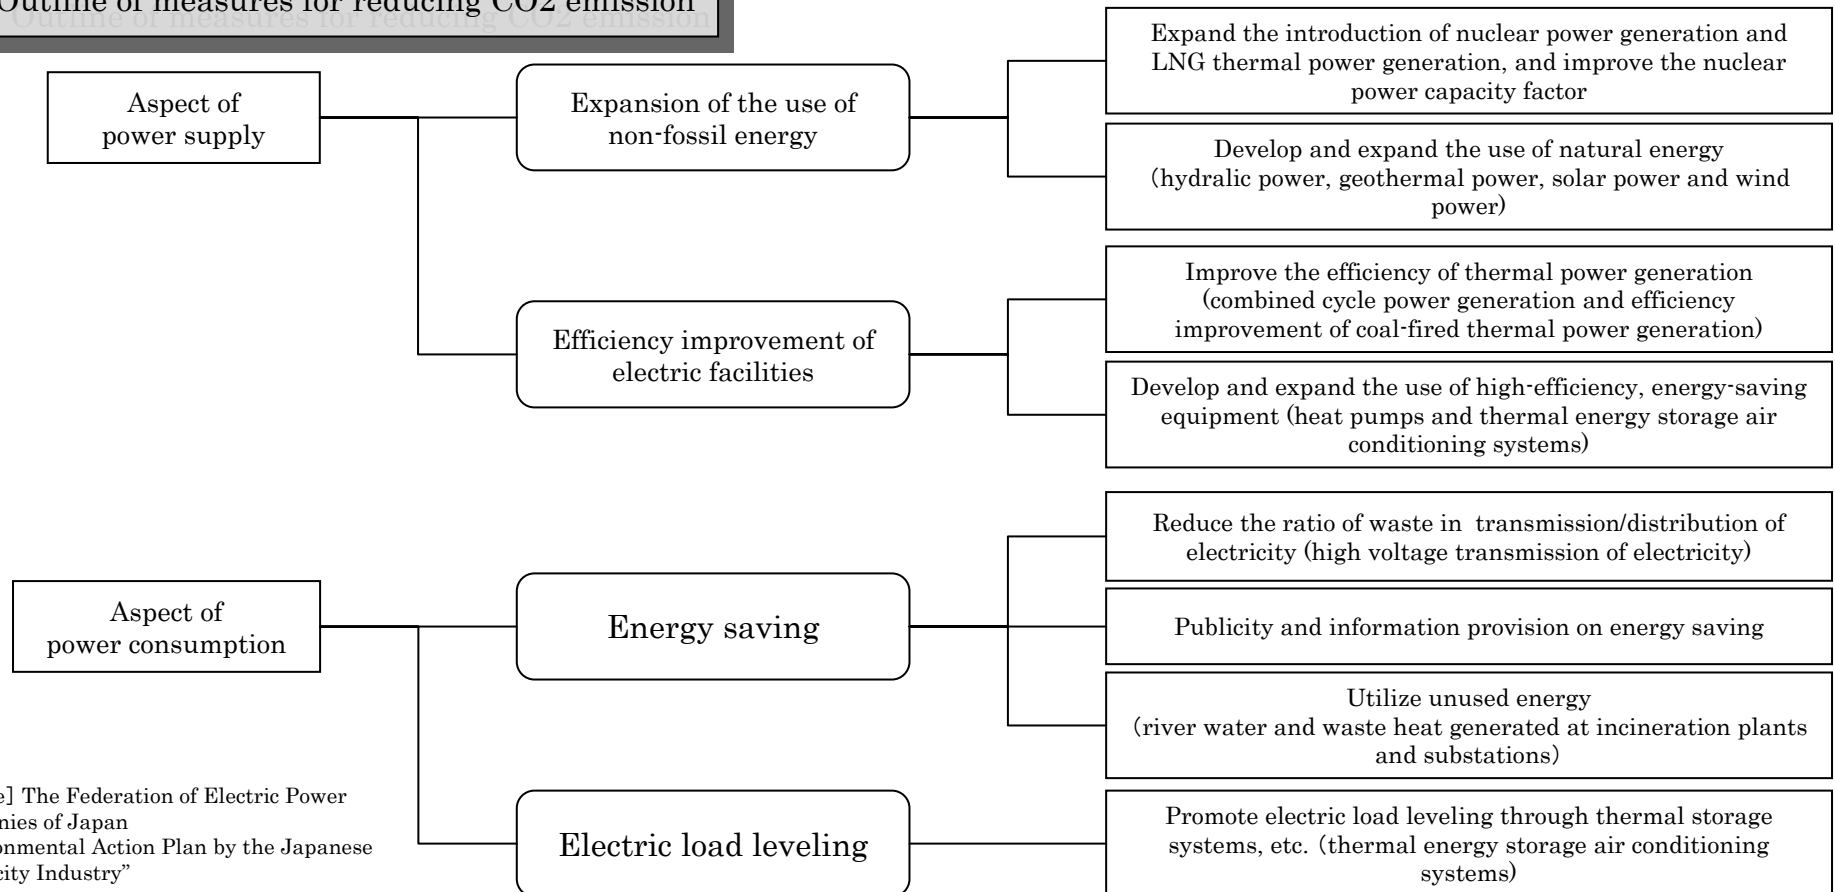 Outline of measures for reducing CO2 emission
Aspect of
power supply
Expansion of the use of
non-fossil energy
Expand the introduction of nuclear power generation and
LNG thermal power generation, and improve the nuclear
power capacity factor
Develop and expand the use of natural energy
(hydralic power, geothermal power, solar power and wind
power)
Efficiency improvement of
electric facilities
Improve the efficiency of thermal power generation
(combined cycle power generation and efficiency
improvement of coal-fired thermal power generation)
Develop and expand the use of high-efficiency, energy-saving
equipment (heat pumps and thermal energy storage air
conditioning systems)
Aspect of
power consumption
Energy saving
Reduce the ratio of waste in transmission/distribution of
electricity (high voltage transmission of electricity)
Publicity and information provision on energy saving
Utilize unused energy
(river water and waste heat generated at incineration plants
and substations)
Electric load leveling
Promote electric load leveling through thermal storage
systems, etc. (thermal energy storage air conditioning
systems)
e] The Federation of Electric Power
nies of Japan
onmental Action Plan by the Japanese
city Industry”